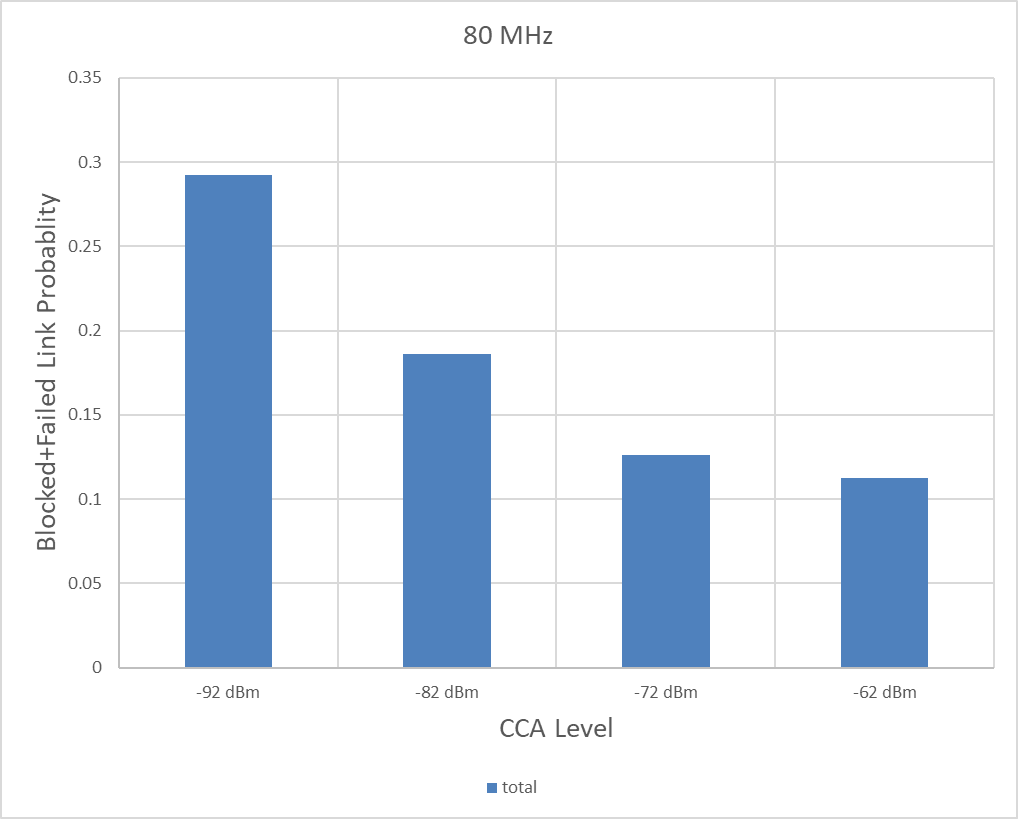 80 MHz
0.35
0.3
0.25
0.2
0.15
0.1
0.05
0
Blocked+Failed Link Probablity
-92 dBm
-82 dBm
-72 dBm
-62 dBm
CCA Level
total